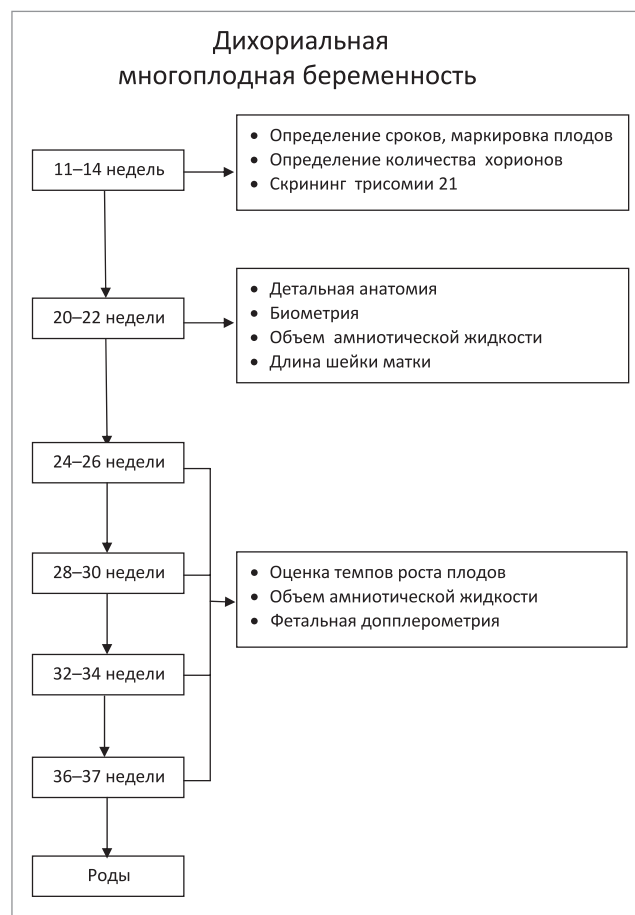 Дихориальная
многоплодная беременность
11–14 недель
• Определение сроков, маркировка плодов
• Определение количества хорионов
• Скрининг трисомии 21
20–22 недели
• Детальная анатомия
• Биометрия
• Объем амниотической жидкости
• Длина шейки матки
24–26 недели
28–30 недели
• Оценка темпов роста плодов
• Объем амниотической жидкости
• Фетальная допплерометрия
32–34 недели
36–37 недели
Роды